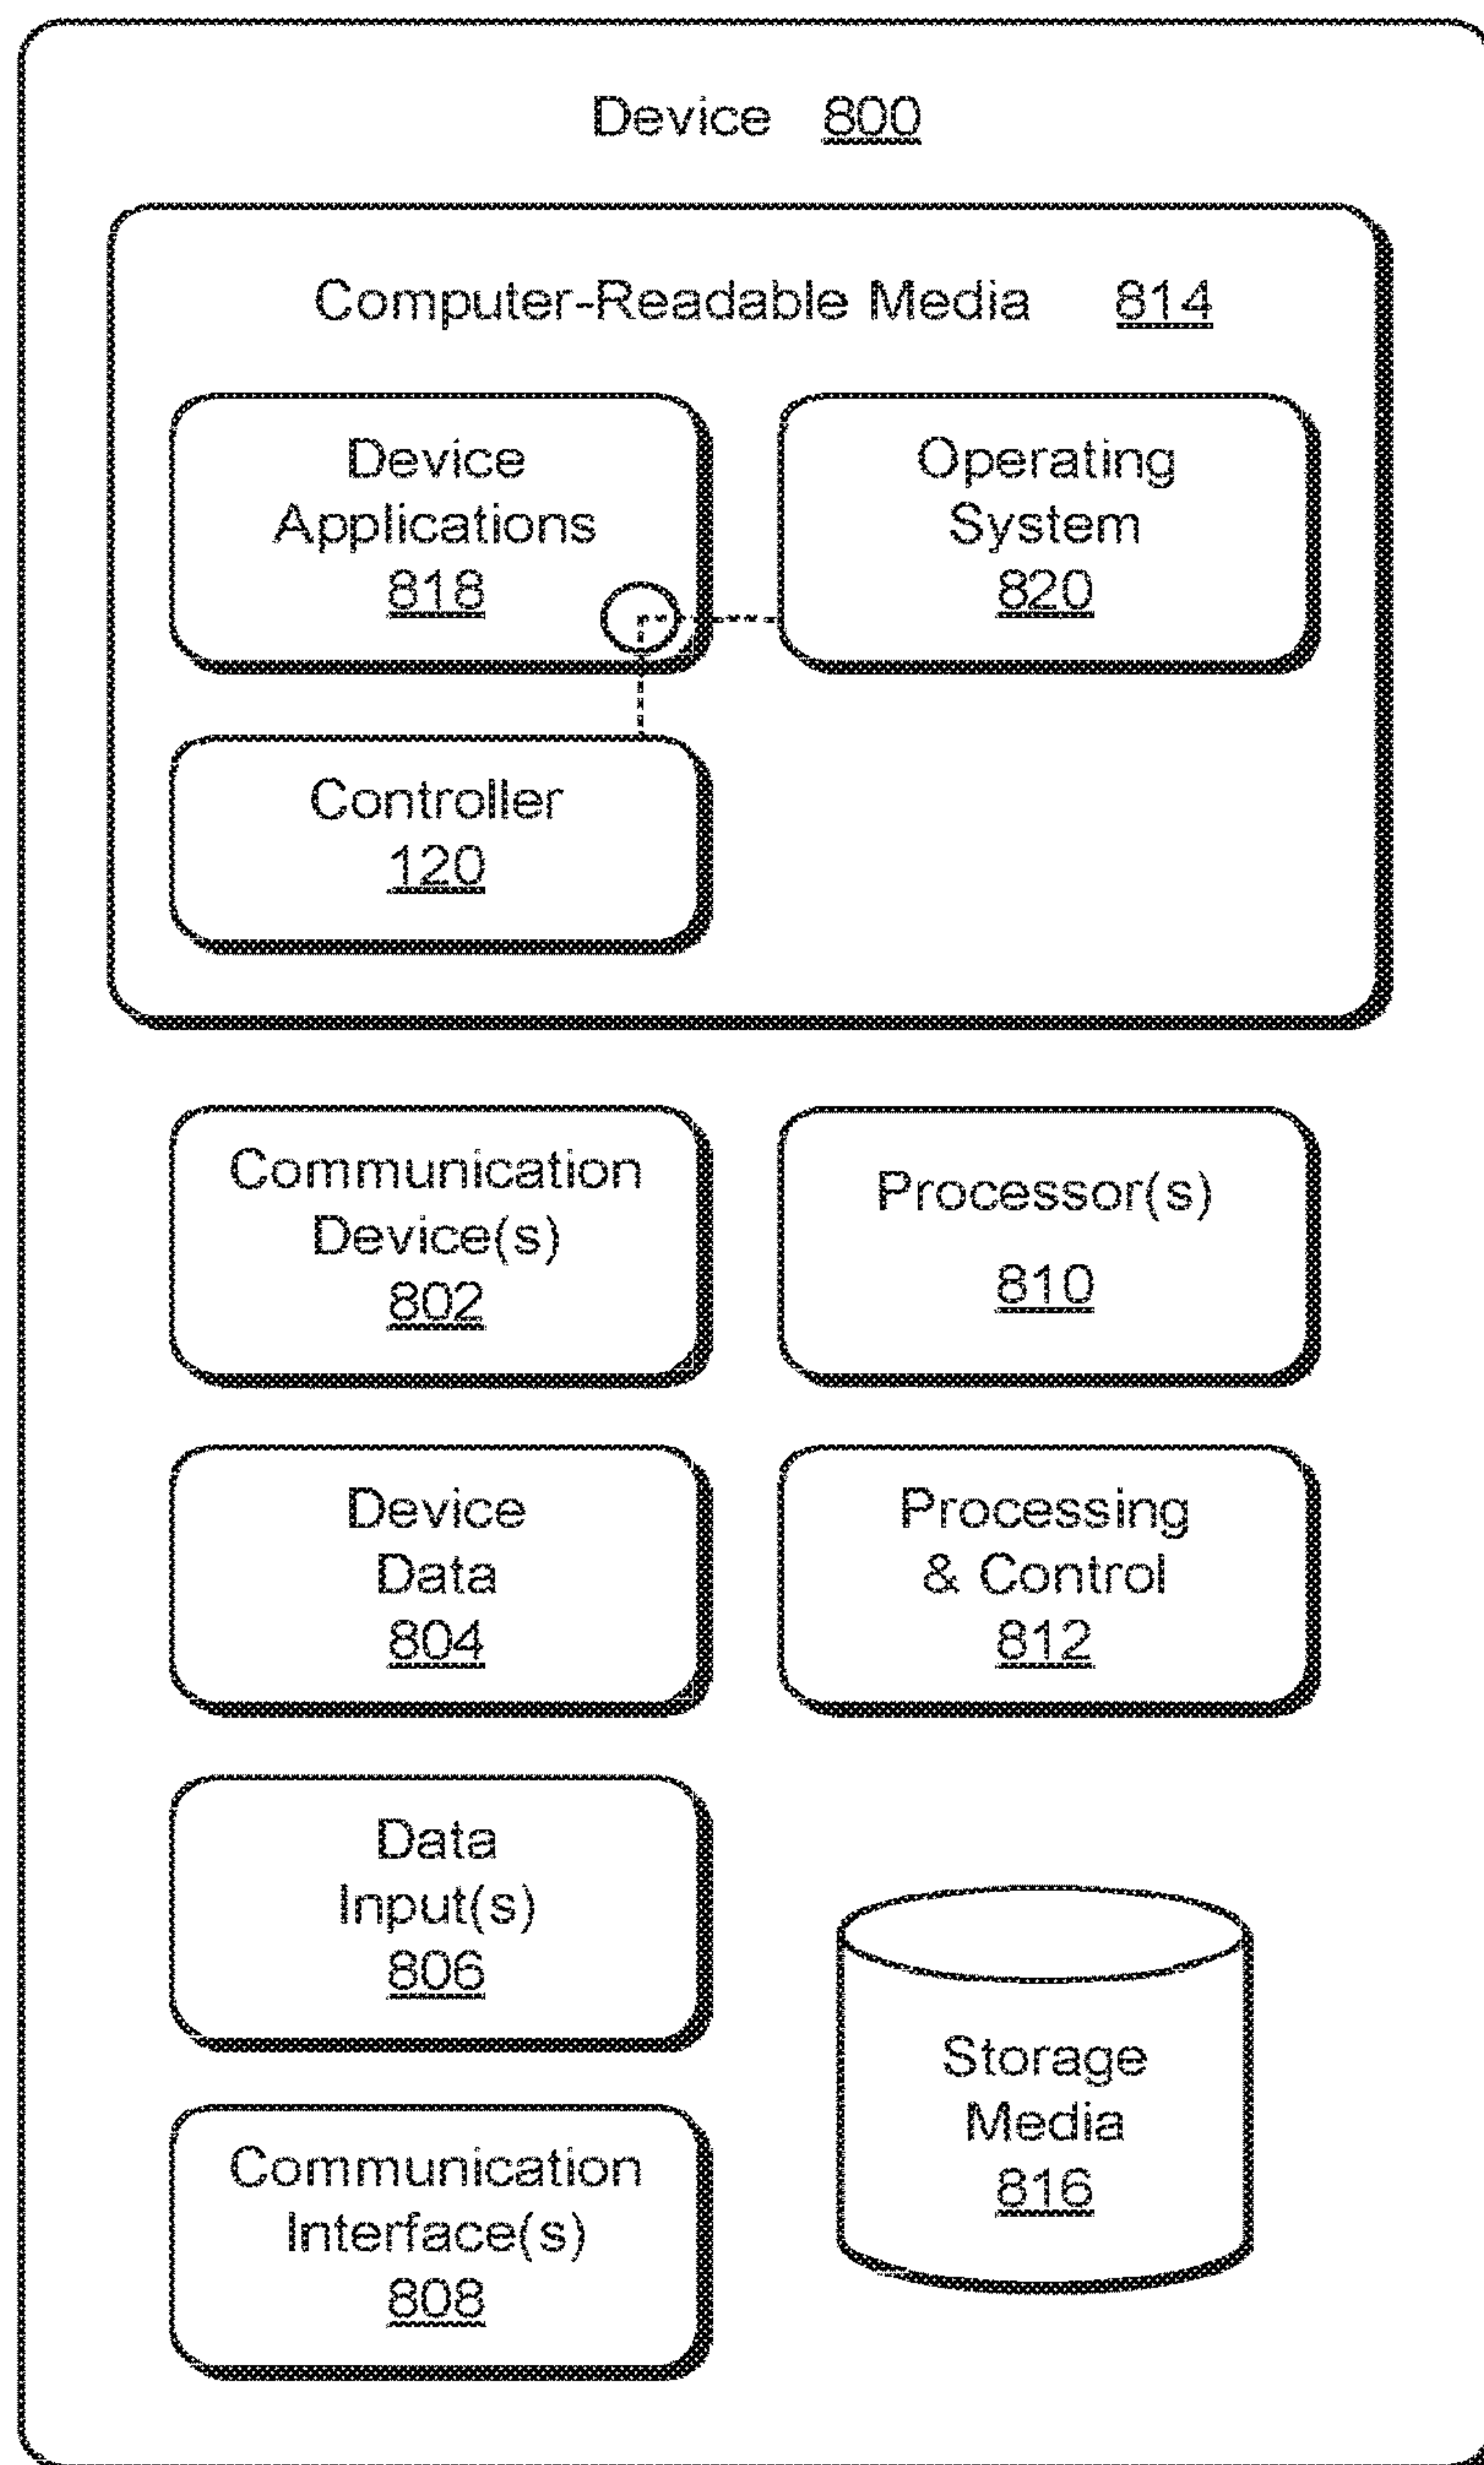 Device 800
Computer-Readable Media 814
Device
Applications
818
Operating
System
820
Controller
120
Communication
Device(s)
802
Processor(s)
810
Device
Data
804
Processing
& Control
812
Data
Input(s)
806
Storage
Media
816
Communication
Interface(s)
808